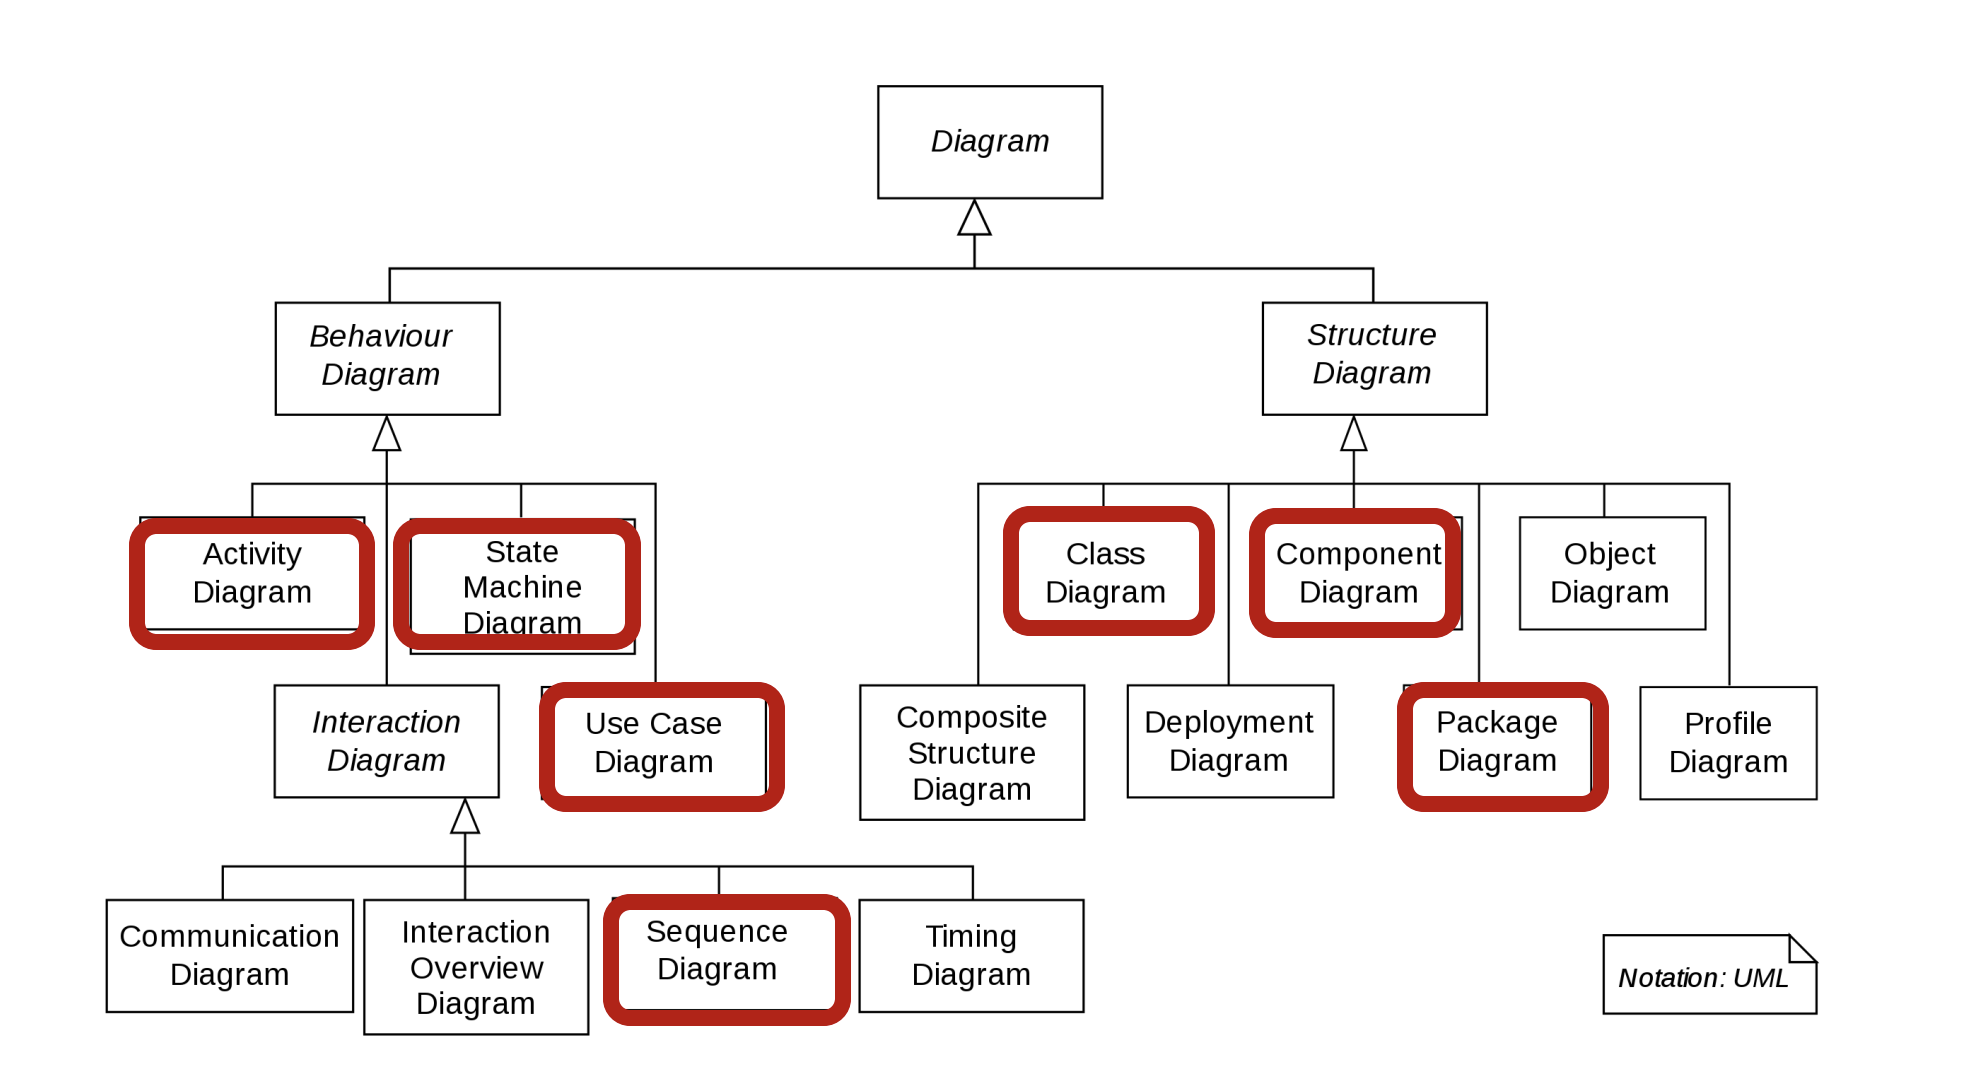 Diagram
Behaviour
Diagram
Structure
Diagram
Activity
Diagram
State
Machine
Diagram
Class
Diagram
Component
Diagram
Object
Diagram
Interaction
Diagram
Use Case
Diagram
Composite
Structure
Diagram
Deployment
Diagram
Package
Diagram
Profile
Diagram
Communication
Diagram
Interaction
Overview
Diagram
Sequence
Diagram
Timing
Diagram
Notation: UML